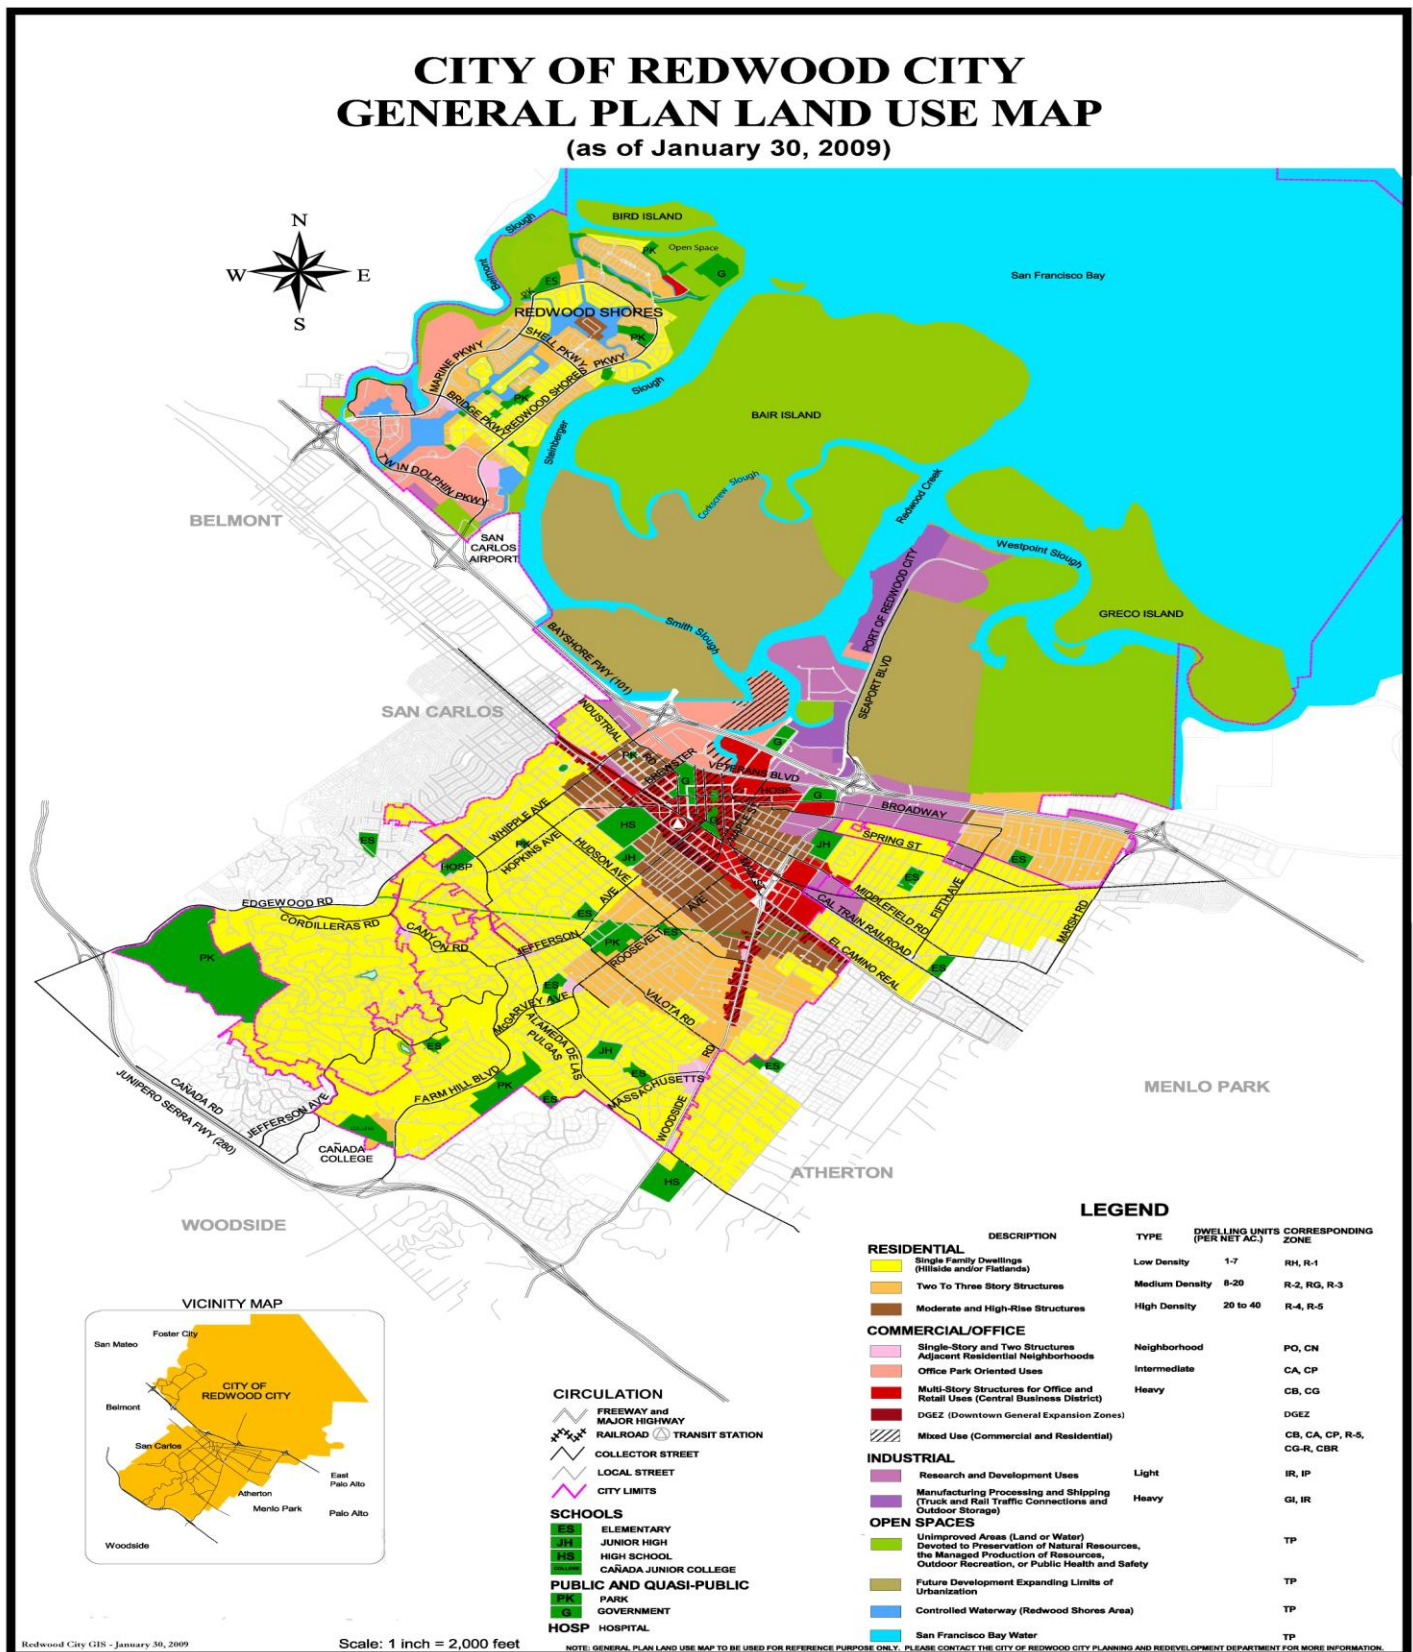 CITY OF REDWOOD CITY
GENERAL PLAN LAND USE MAP
(as of January 30, 2009)
N
W
E
S
Belmont
Slough
BIRD ISLAND
PK
Open Space
G
ES
PK
San Francisco Bay
REDWOOD SHORES
SHELL PKWY
PK
MARINE PKWY
PKWY
REDWOOD SHORES
BRIDGE PKWY
PK
Slough
Steinberger
BAIR ISLAND
TWIN DOLPHIN PKWY
Corkscrew Slough
Redwood Creek
BELMONT
SAN
CARLOS
AIRPORT
Westpoint Slough
PORT OF REDWOOD CITY
GRECO ISLAND
Smith Slough
BAYSHORE FWY (101)
SEAPORT BLVD
SAN CARLOS
INDUSTRIAL
RD
PK
BREWSTER
G
VETERANS BLVD
G
HOSP
G
BROADWAY
WHIPPLE AVE
HS
G
MAPLE ST
SPRING ST
ES
PK
HOPKINS AVE
HUDSON AVE
JH
JH
ES
HOSP
MAIN ST
ES
MIDDLEFIELD RD
FIFTH AVE
EDGEWOOD RD
AVE
AVE
CAL TRAIN RAILROAD
MARSH RD
CORDILLERAS RD
CANYON RD
ES
JEFFERSON
PK
ROOSEVELT
ES
EL CAMINO REAL
ES
PK
ES
McGARVEY AVE
VALOTA RD
ALAMEDA DE LAS
PULGAS
ES
JH
RD
ES
CAÑADA RD
FARM HILL BLVD
PK
ES
ES
MASSACHUSETTS
MENLO PARK
JUNIPERO SERRA FWY (280)
JEFFERSON AVE
WOODSIDE
COLLEGE
CAÑADA
COLLEGE
HS
ATHERTON
WOODSIDE
LEGEND
DESCRIPTION
TYPE
DWELLING UNITS
(PER NET AC.)
CORRESPONDING
ZONE
RESIDENTIAL
Single Family Dwellings
(Hillside and/or Flatlands)
Low Density 1-7 RH, R-1
Two To Three Story Structures Medium Density 8-20 R-2, RG, R-3
Moderate and High-Rise Structures High Density 20 to 40 R-4, R-5
COMMERCIAL/OFFICE
Single-Story and Two Structures
Adjacent Residential Neighborhoods
Neighborhood PO, CN
Office Park Oriented Uses Intermediate CA, CP
Multi-Story Structures for Office and
Retail Uses (Central Business District)
Heavy CB, CG
DGEZ (Downtown General Expansion Zones) DGEZ
Mixed Use (Commercial and Residential) CB, CA, CP, R-5,
CG-R, CBR
INDUSTRIAL
Research and Development Uses Light IR, IP
Manufacturing Processing and Shipping
(Truck and Rail Traffic Connections and
Outdoor Storage)
Heavy GI, IR
OPEN SPACES
Unimproved Areas (Land or Water)
Devoted to Preservation of Natural Resources,
the Managed Production of Resources,
Outdoor Recreation, or Public Health and Safety
TP
Future Development Expanding Limits of
Urbanization
TP
Controlled Waterway (Redwood Shores Area) TP
San Francisco Bay Water TP
CIRCULATION
FREEWAY and
MAJOR HIGHWAY
RAILROAD TRANSIT STATION
COLLECTOR STREET
LOCAL STREET
CITY LIMITS
SCHOOLS
ES ELEMENTARY
JH JUNIOR HIGH
HS HIGH SCHOOL
COLLEGE CAÑADA JUNIOR COLLEGE
PUBLIC AND QUASI-PUBLIC
PK PARK
G GOVERNMENT
HOSP HOSPITAL
VICINITY MAP
Foster City
San Mateo
CITY OF
REDWOOD CITY
Belmont
San Carlos
East
Palo Alto
Atherton
Menlo Park
Palo Alto
Woodside
Redwood City GIS - January 30, 2009
Scale: 1 inch = 2,000 feet
NOTE: GENERAL PLAN LAND USE MAP TO BE USED FOR REFERENCE PURPOSE ONLY. PLEASE CONTACT THE CITY OF REDWOOD CITY PLANNING AND REDEVELOPMENT DEPARTMENT FOR MORE INFORMATION.